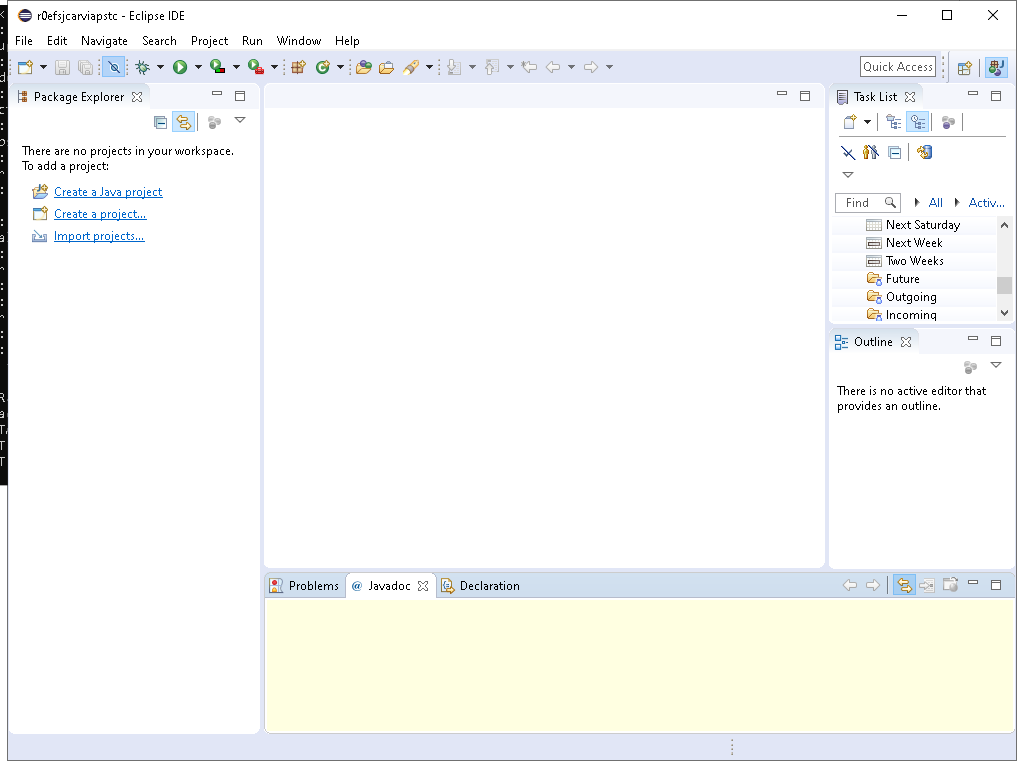 r0efsjcarviapstc - Eclipse IDE
File Edit Navigate Search Project Run Window Help
Quick Access
Package Explorer
There are no projects in your workspace.
To add a project:
Create a Java project
Create a project...
Import projects...
Task List
Find All Activ...
Next Saturday
Next Week
Two Weeks
Future
Outgoing
Incoming
Outline
There is no active editor that
provides an outline.
Problems @ Javadoc Declaration